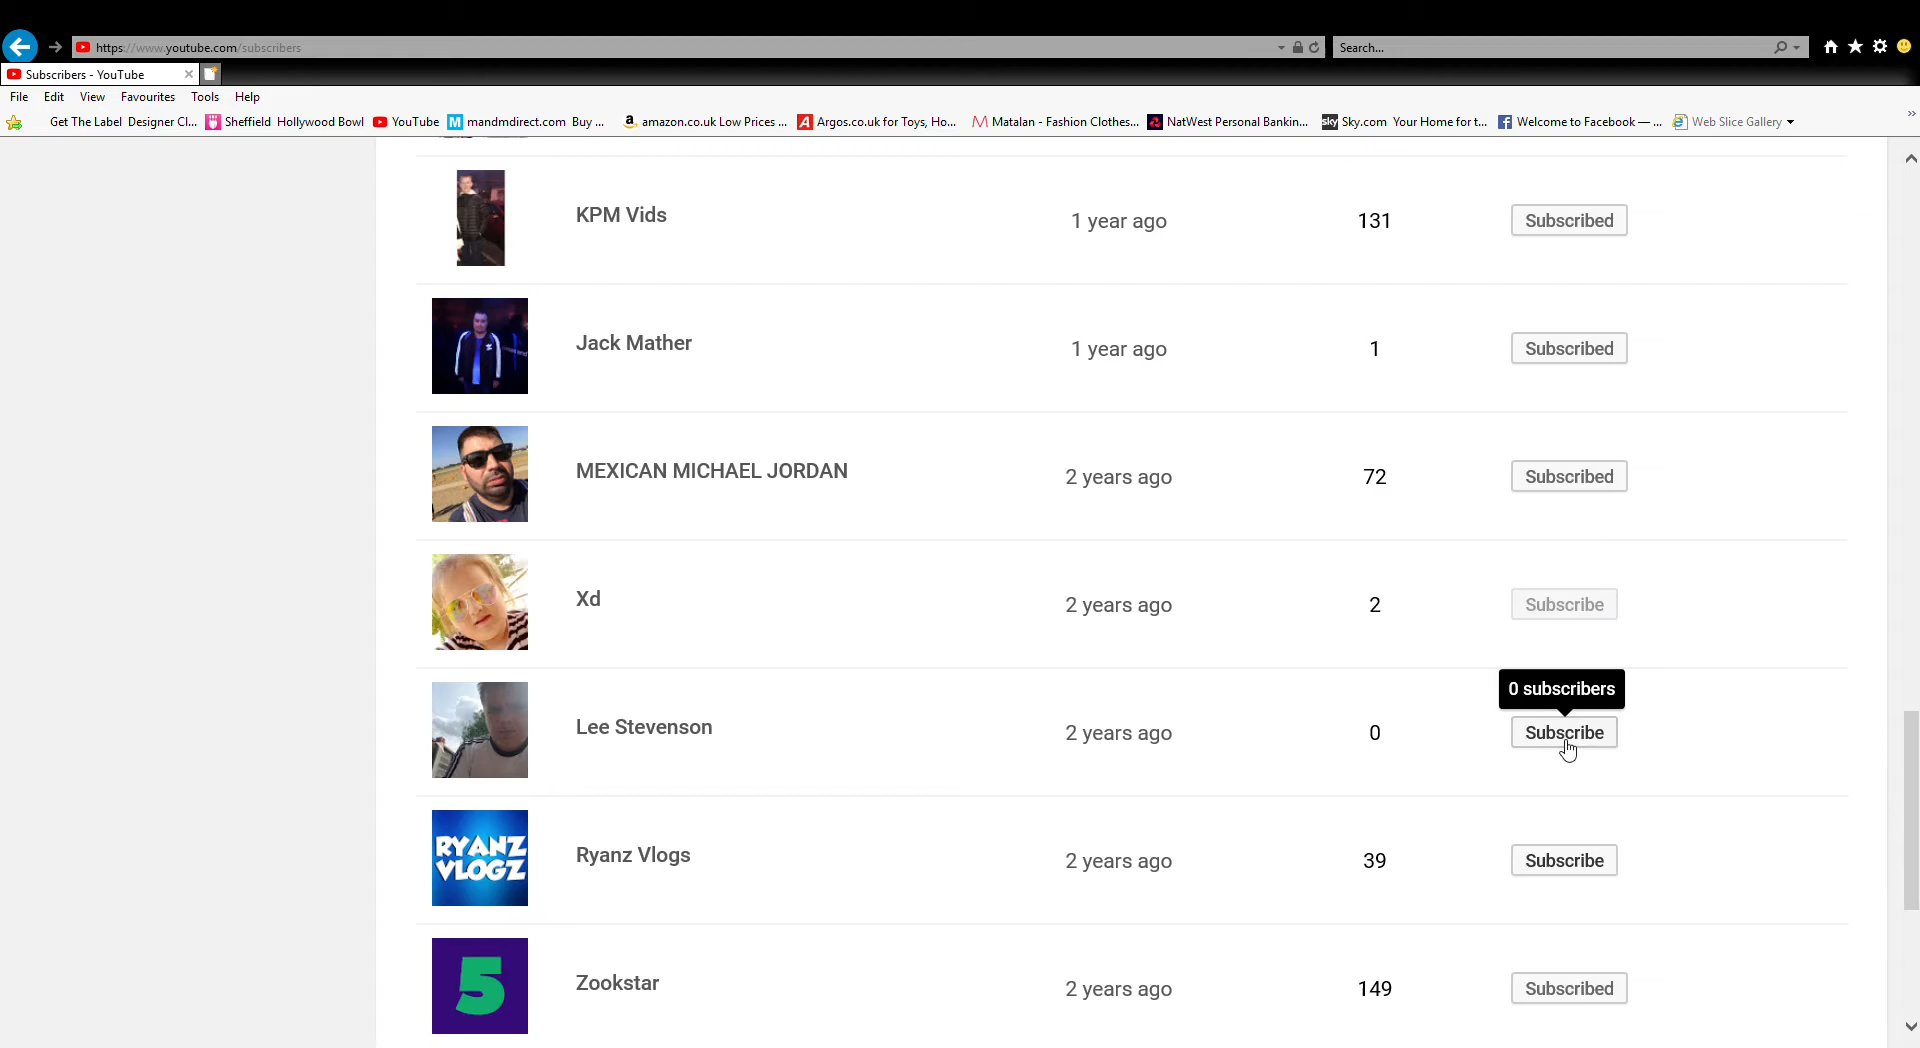 https://www.youtube.com/subscribers
Search...
Subscribers - YouTube
File Edit View Favourites Tools Help
Get The Label Designer Cl... Sheffield Hollywood Bowl YouTube M mandmdirect.com Buy ... a amazon.co.uk Low Prices ... A Argos.co.uk for Toys, Ho... M Matalan - Fashion Clothes... NatWest Personal Bankin... sky Sky.com Your Home for t... f Welcome to Facebook — ... Web Slice Gallery
KPM Vids 1 year ago 131 Subscribed
Jack Mather 1 year ago 1 Subscribed
MEXICAN MICHAEL JORDAN 2 years ago 72 Subscribed
Xd 2 years ago 2 Subscribe
0 subscribers
Lee Stevenson 2 years ago 0 Subscribe
RYANZ
VLOGZ
Ryanz Vlogs 2 years ago 39 Subscribe
5
Zookstar 2 years ago 149 Subscribed